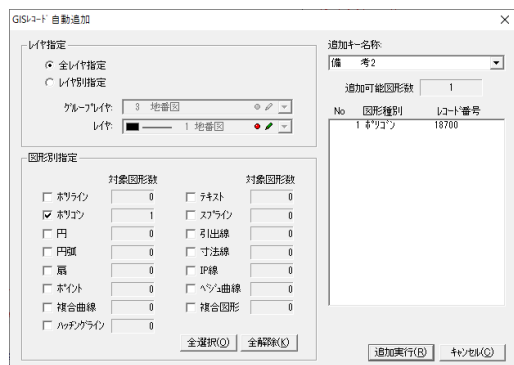 GISﾚｺｰﾄﾞ自動追加
レイヤ指定
全レイヤ指定
レイヤ別指定
ｸﾞﾙｰﾌﾟﾚｲﾔ: 3 地番図
ﾚｲﾔ: 1 地番図
図形別指定
対象図形数 対象図形数
ﾎﾟﾘﾗｲﾝ 0 ﾃｷｽﾄ 0
ﾎﾟﾘｺﾞﾝ 1 ｽﾌﾟﾗｲﾝ 0
円 0 引出線 0
円弧 0 寸法線 0
扇 0 IP線 0
ﾎﾟｲﾝﾄ 0 ﾍﾞｼﾞｪ曲線 0
複合曲線 0 複合図形 0
ﾊｯﾁﾝｸﾞﾗｲﾝ 0
全選択(O) 全解除(K)
追加ｷｰ名称:
備 考2
追加可能図形数 1
No 図形種別 ﾚｺｰﾄﾞ番号
1 ﾎﾟﾘｺﾞﾝ 18700
追加実行(R) ｷｬﾝｾﾙ(C)